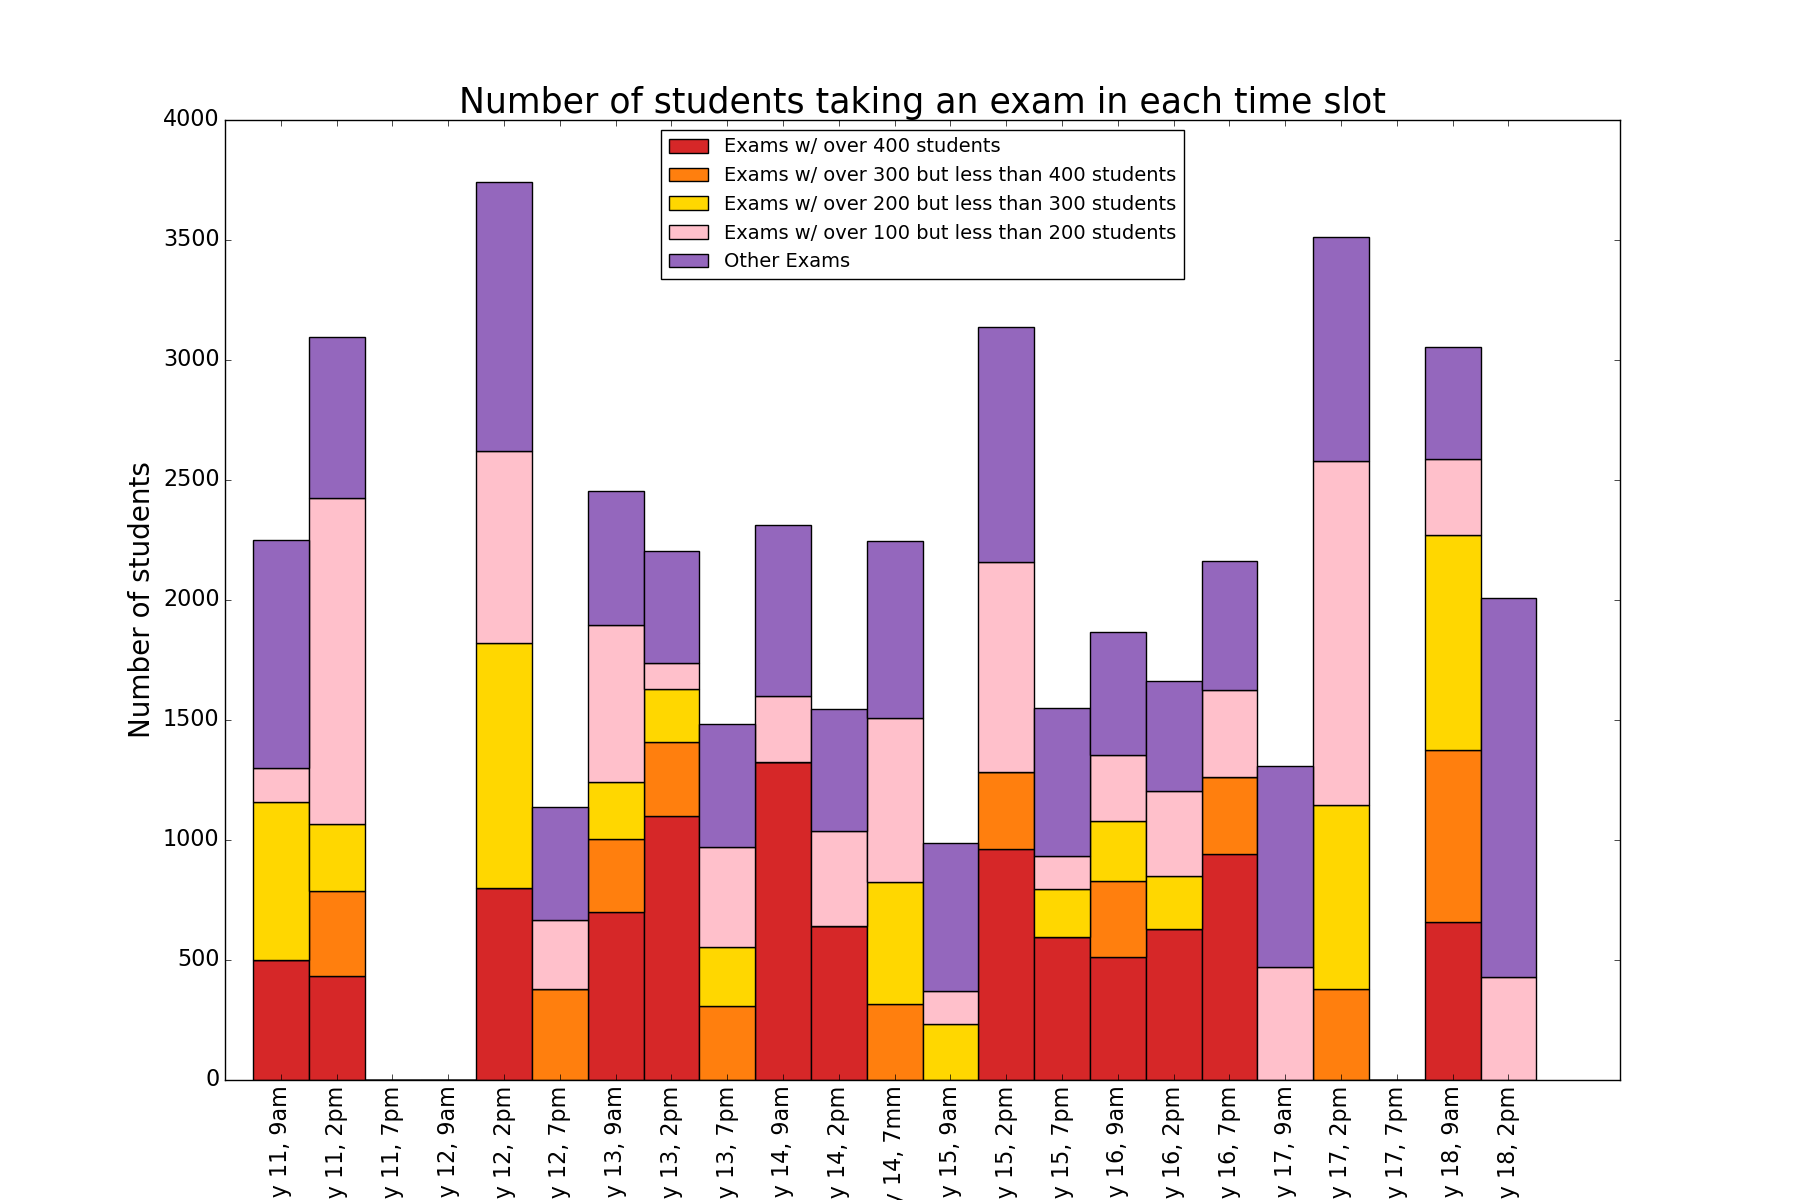 Number of students taking an exam in each time slot
Exams w/ over 400 students
Exams w/ over 300 but less than 400 students
Exams w/ over 200 but less than 300 students
Exams w/ over 100 but less than 200 students
Other Exams
Number of students
4000
3500
3000
2500
2000
1500
1000
500
0
y 11, 9am
y 11, 2pm
y 11, 7pm
y 12, 9am
y 12, 2pm
y 12, 7pm
y 13, 9am
y 13, 2pm
y 13, 7pm
y 14, 9am
y 14, 2pm
y 14, 7mm
y 15, 9am
y 15, 2pm
y 15, 7pm
y 16, 9am
y 16, 2pm
y 16, 7pm
y 17, 9am
y 17, 2pm
y 17, 7pm
y 18, 9am
y 18, 2pm